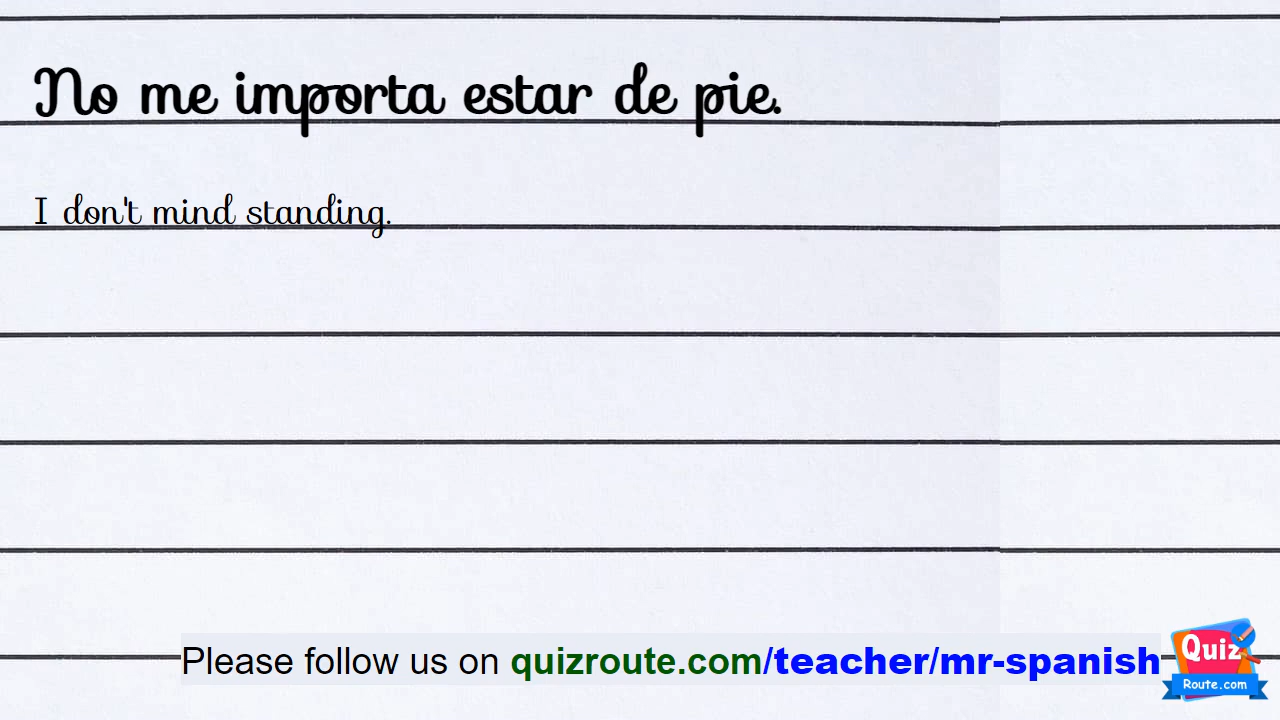 No me importa estar de pie.
I don't mind standing.
Please follow us on quizroute.com/teacher/mr-spanish
Quiz
Route.com